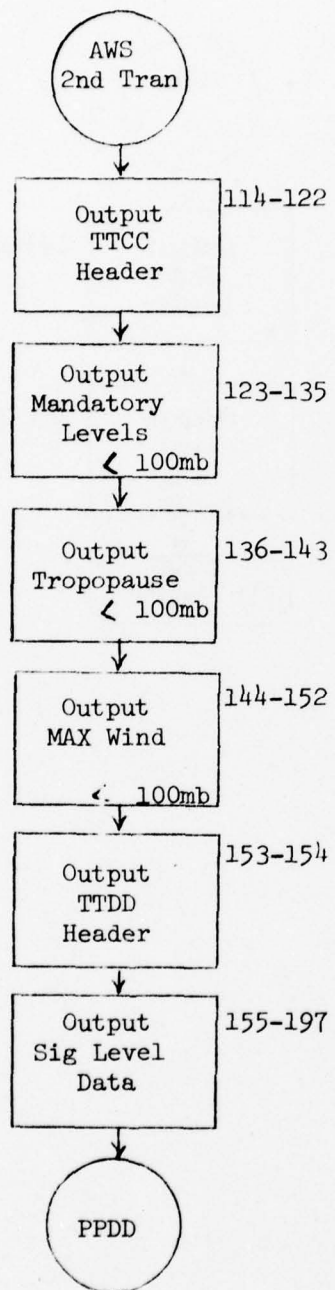 AWS
2nd Tran
114-122
Output
TTCC
Header
Output
Mandatory
Levels
< 100mb
123-135
Output
Tropopause
< 100mb
136-143
Output
MAX Wind
< 100mb
144-152
Output
TTDD
Header
153-154
Output
Sig Level
Data
155-197
PPDD